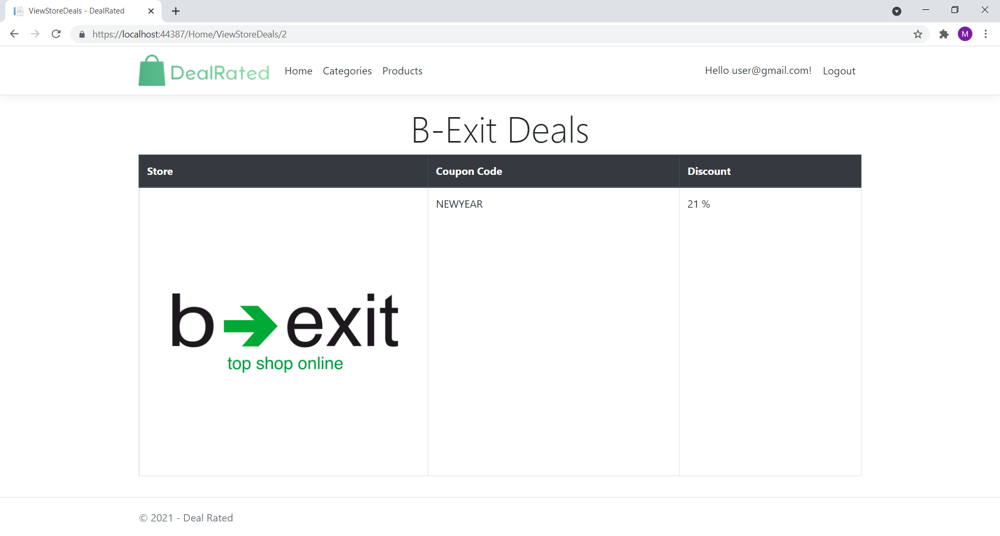 ViewStoreDeals - DealRated
https://localhost:44387/Home/ViewStoreDeals/2
M
DealRated
Home
Categories
Products
Hello user@gmail.com!
Logout
B-Exit Deals
Store
Coupon Code
Discount
NEWYEAR
21 %
b exit
top shop online
© 2021 - Deal Rated